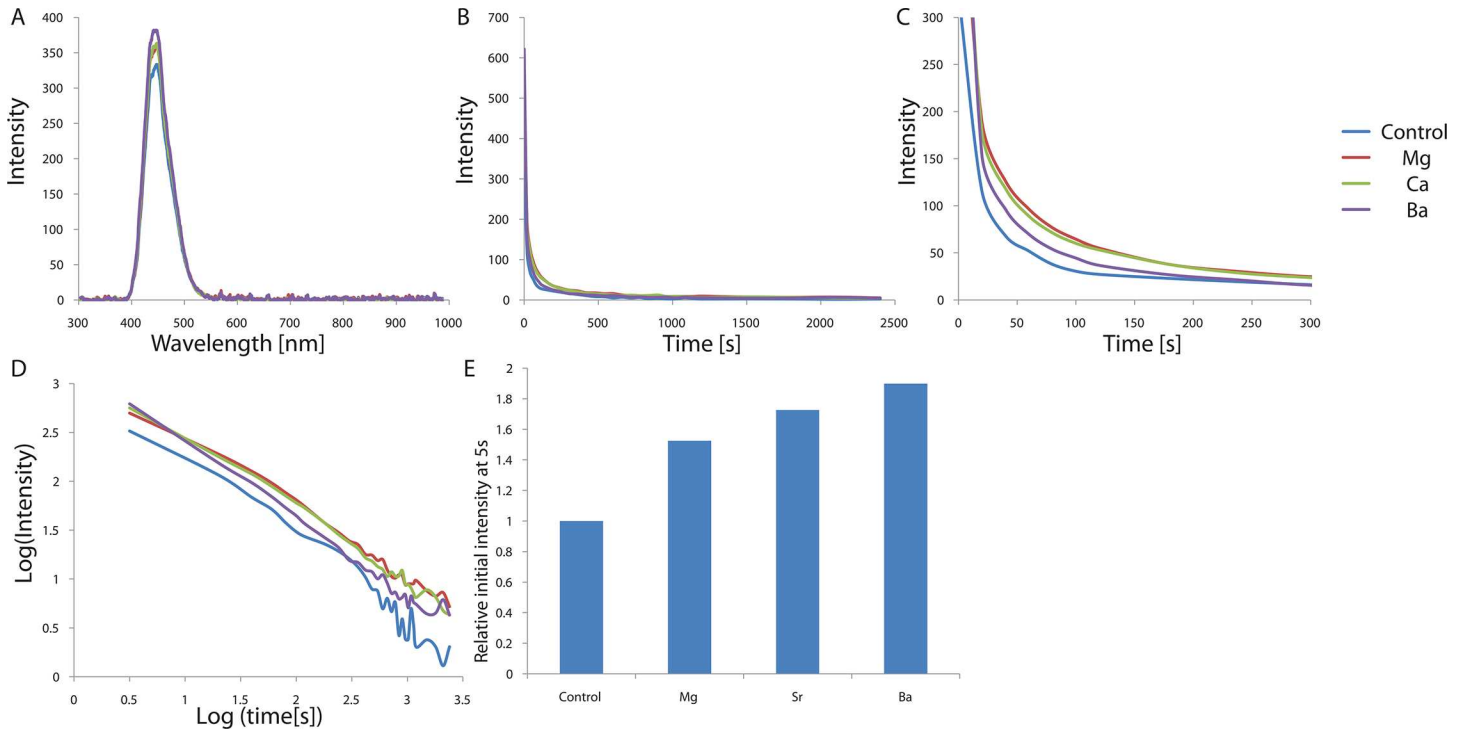 A
Intensity
400
350
300
250
200
150
100
50
0
300 400 500 600 700 800 900 1000
Wavelength [nm]
B
Intensity
700
600
500
400
300
200
100
0
0 500 1000 1500 2000 2500
Time [s]
C
Intensity
300
250
200
150
100
50
0
0 50 100 150 200 250 300
Time [s]
Control
Mg
Ca
Ba
D
Log(Intensity)
3
2.5
2
1.5
1
0.5
0
0 0.5 1 1.5 2 2.5 3 3.5
Log (time[s])
E
Relative initial intensity at 5s
2
1.8
1.6
1.4
1.2
1
0.8
0.6
0.4
0.2
0
Control Mg Sr Ba